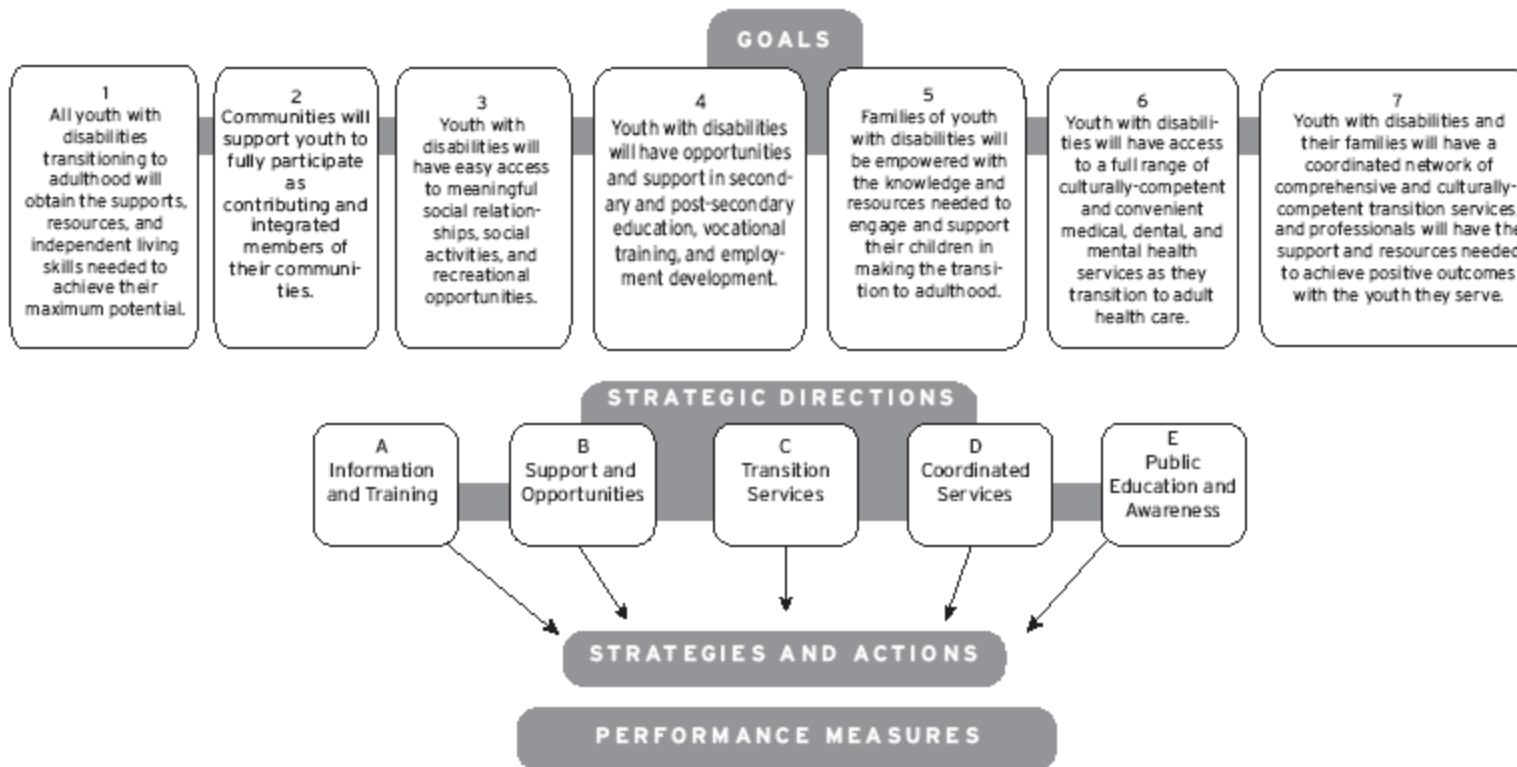 GOALS
1
All youth with
disabilities
transitioning to
adulthood will
obtain the supports,
resources, and
independent living
skills needed to
achieve their
maximum potential.
2
Communities will
support youth to
fully participate
as
contributing and
integrated
members of
their communi-
ties.
3
Youth with
disabilities will
have easy access
to meaningful
social relation-
ships, social
activities, and
recreational
opportunities.
4
Youth with disabilities
will have opportunities
and support in second-
ary and post-secondary
education, vocational
training, and employ-
ment development.
5
Families of youth
with disabilities will
be empowered with
the knowledge and
resources needed to
engage and support
their children in
making the transi-
tion to adulthood.
6
Youth with disabili-
ties will have access
to a full range of
culturally-competent
and convenient
medical, dental, and
mental health
services as they
transition to adult
health care.
7
Youth with disabilities and
their families will have a
coordinated network of
comprehensive and culturally-
competent transition services,
and professionals will have the
support and resources needed
to achieve positive outcomes
with the youth they serve.
STRATEGIC DIRECTIONS
A
Information
and Training
B
Support and
Opportunities
C
Transition
Services
D
Coordinated
Services
E
Public
Education and
Awareness
STRATEGIES AND ACTIONS
PERFORMANCE MEASURES